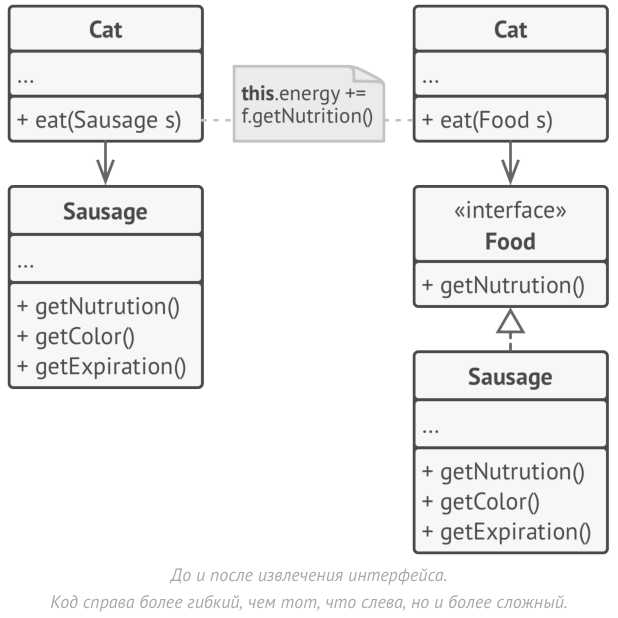 Cat
...
+ eat(Sausage s)
Sausage
...
+ getNutrution()
+ getColor()
+ getExpiration()
this.energy +=
f.getNutrition()
Cat
...
+ eat(Food s)
«interface»
Food
+ getNutrution()
Sausage
...
+ getNutrution()
+ getColor()
+ getExpiration()
До и после извлечения интерфейса.
Код справа более гибкий, чем тот, что слева, но и более сложный.